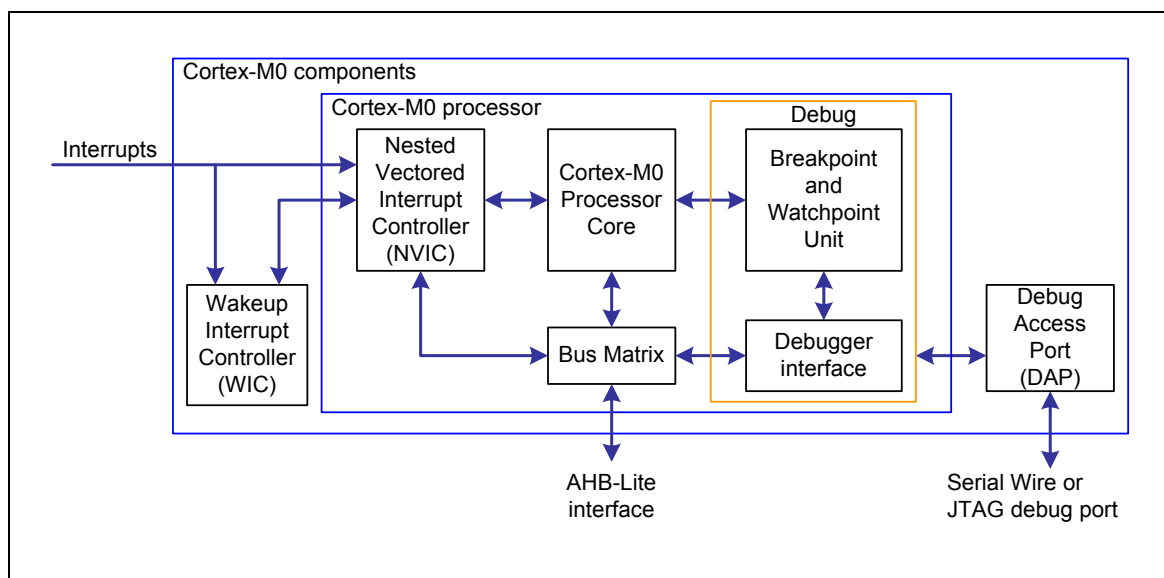 Cortex-M0 components
Cortex-M0 processor
Debug
Interrupts
Nested
Vectored
Interrupt
Controller
(NVIC)
Cortex-M0
Processor
Core
Breakpoint
and
Watchpoint
Unit
Wakeup
Interrupt
Controller
(WIC)
Bus Matrix
Debugger
interface
Debug
Access
Port
(DAP)
AHB-Lite
interface
Serial Wire or
JTAG debug port